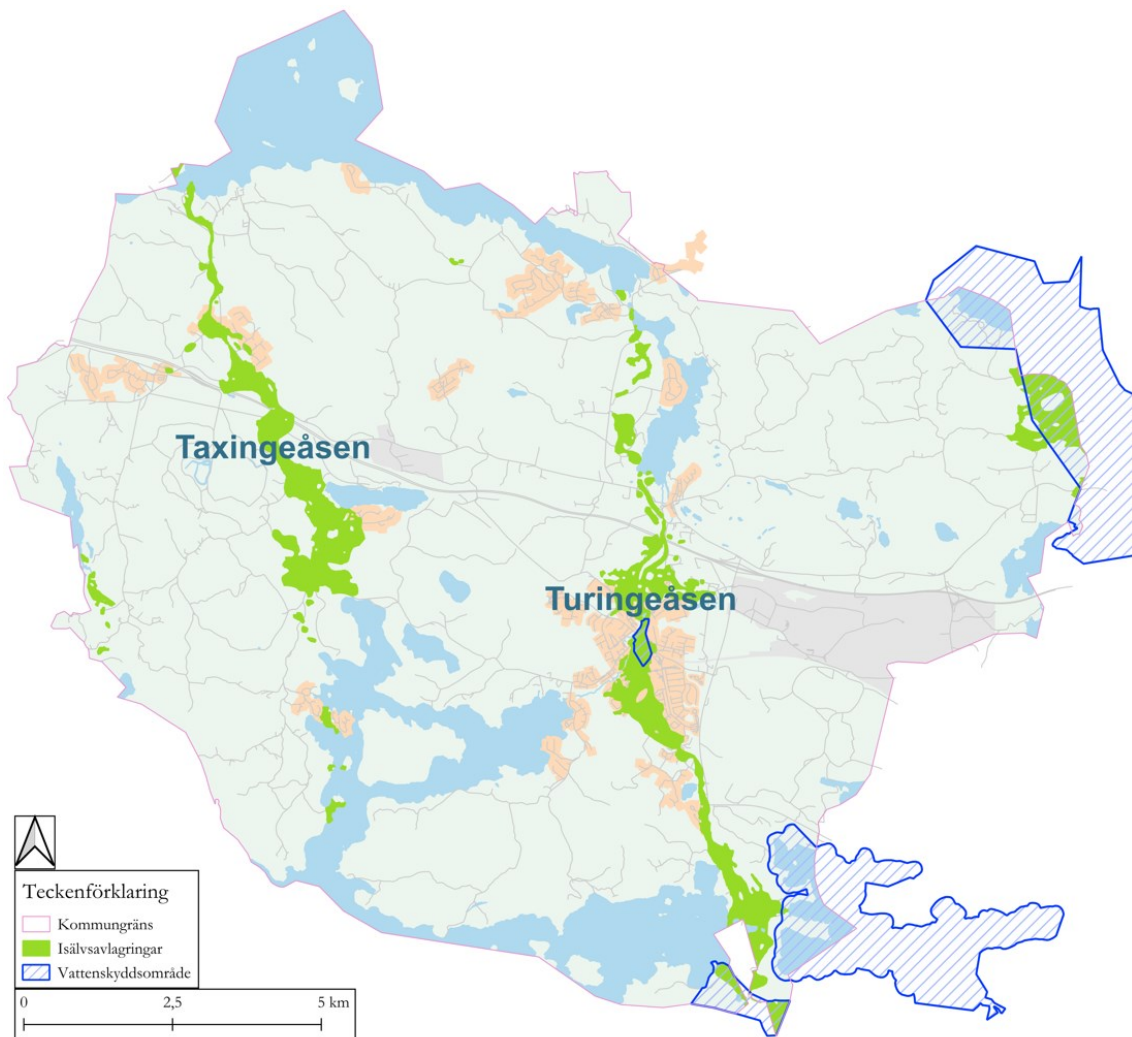 Taxingeåsen
Turingeåsen
Teckenförklaring
Kommungräns
Isälvsavlagringar
Vattenskyddsområde
0 2,5 5 km